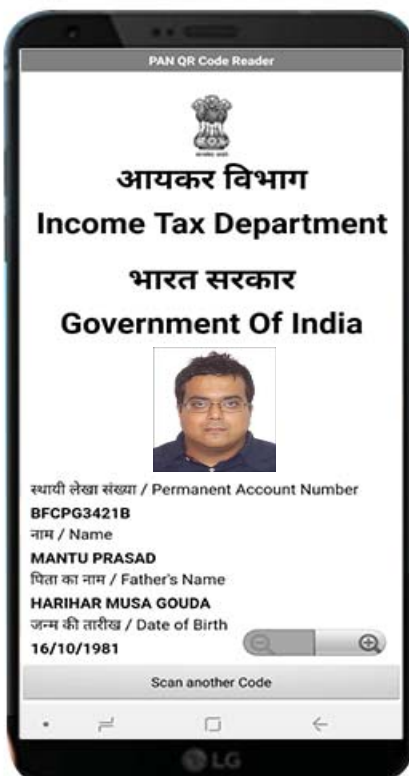 PAN QR Code Reader
आयकर विभाग
Income Tax Department
भारत सरकार
Government Of India
स्थायी लेखा संख्या / Permanent Account Number
BFCPG3421B
नाम / Name
MANTU PRASAD
पिता का नाम / Father's Name
HARIHAR MUSA GOUDA
जन्म की तारीख / Date of Birth
16/10/1981
Scan another Code
LG